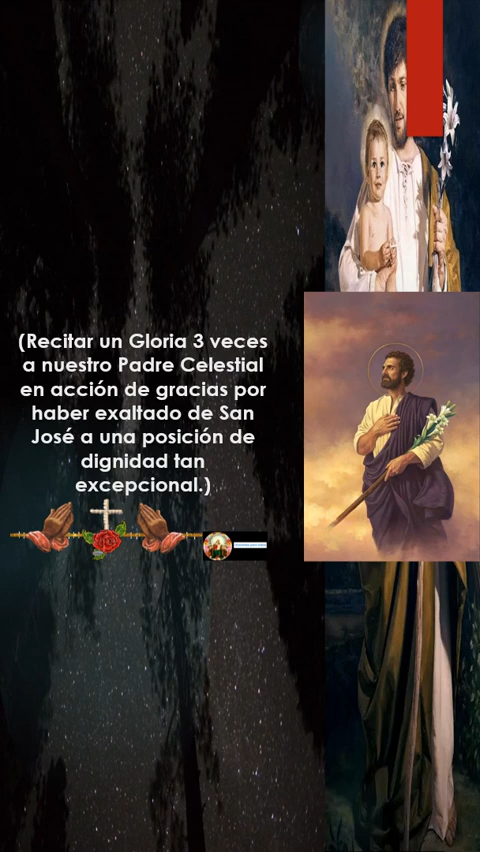 (Recitar un Gloria 3 veces
a nuestro Padre Celestial
en acción de gracias por
haber exaltado de San
José a una posición de
dignidad tan
excepcional.)